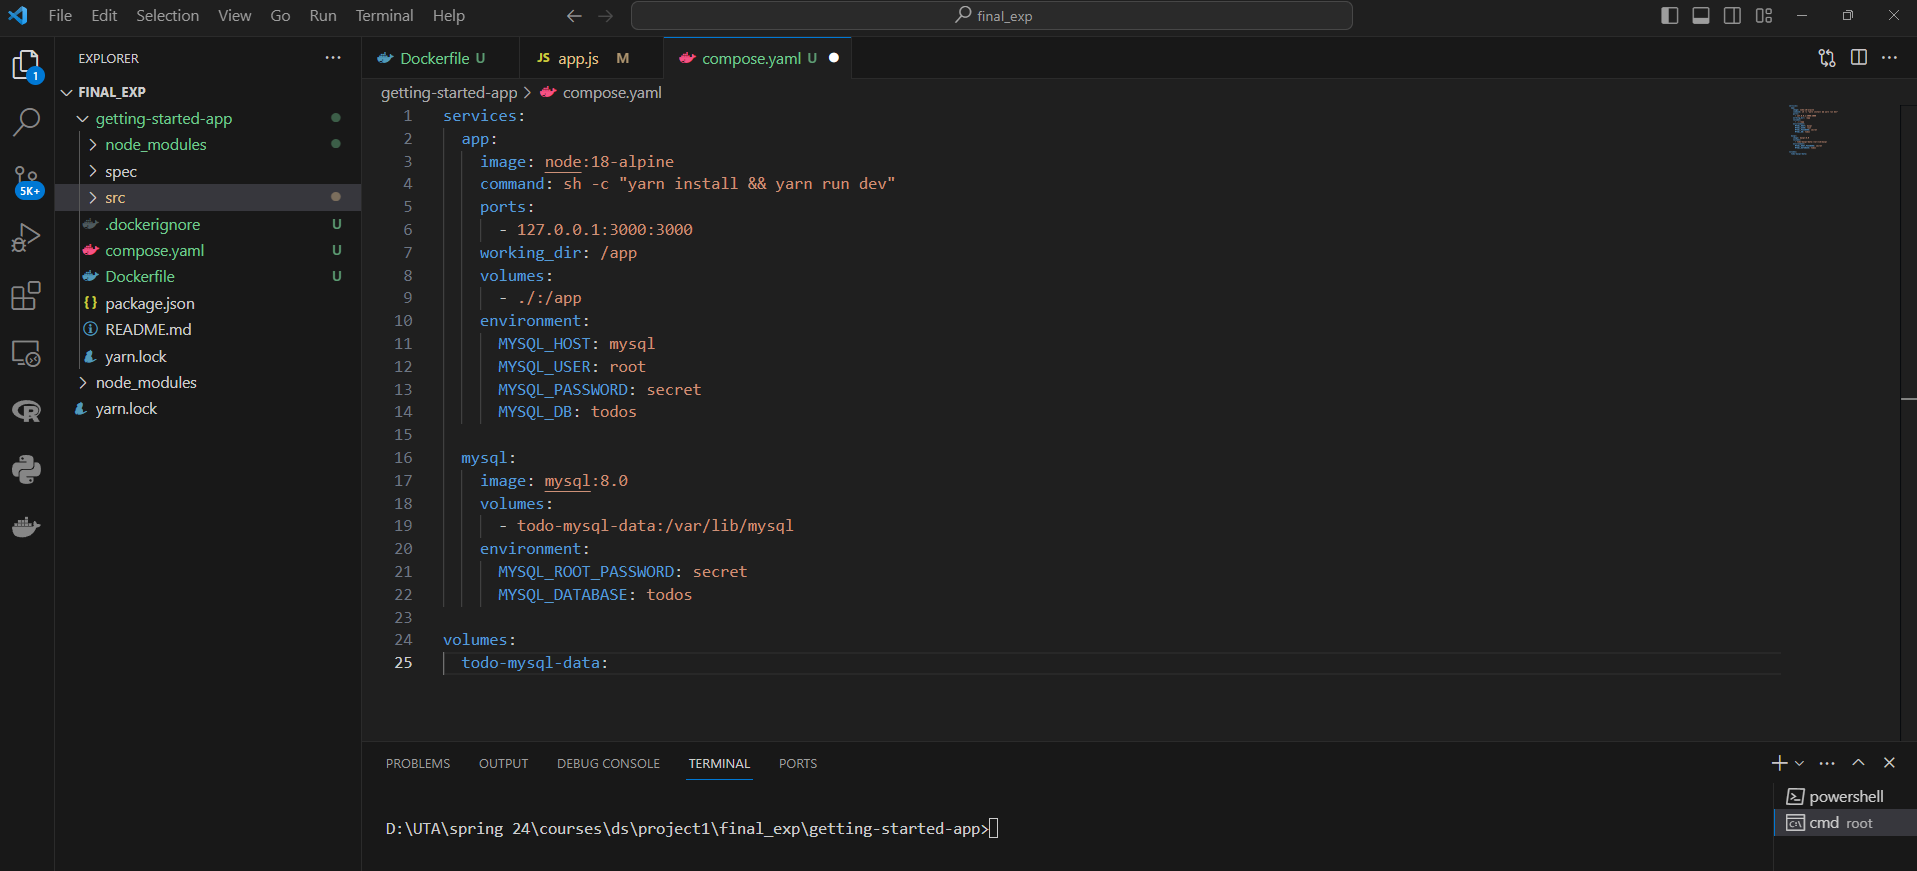 File Edit Selection View Go Run Terminal Help final_exp
EXPLORER
FINAL_EXP
getting-started-app
node_modules
spec
src
.dockerignore U
compose.yaml U
Dockerfile U
package.json
README.md
yarn.lock
node_modules
yarn.lock
1
5K+
Dockerfile U JS app.js M compose.yaml U
getting-started-app > compose.yaml
1 services:
2   app:
3     image: node:18-alpine
4     command: sh -c "yarn install && yarn run dev"
5     ports:
6       - 127.0.0.1:3000:3000
7     working_dir: /app
8     volumes:
9       - ./:/app
10     environment:
11       MYSQL_HOST: mysql
12       MYSQL_USER: root
13       MYSQL_PASSWORD: secret
14       MYSQL_DB: todos
15
16   mysql:
17     image: mysql:8.0
18     volumes:
19       - todo-mysql-data:/var/lib/mysql
20     environment:
21       MYSQL_ROOT_PASSWORD: secret
22       MYSQL_DATABASE: todos
23
24 volumes:
25   todo-mysql-data:
PROBLEMS OUTPUT DEBUG CONSOLE TERMINAL PORTS
D:\UTA\spring 24\courses\ds\project1\final_exp\getting-started-app>
powershell
cmd root